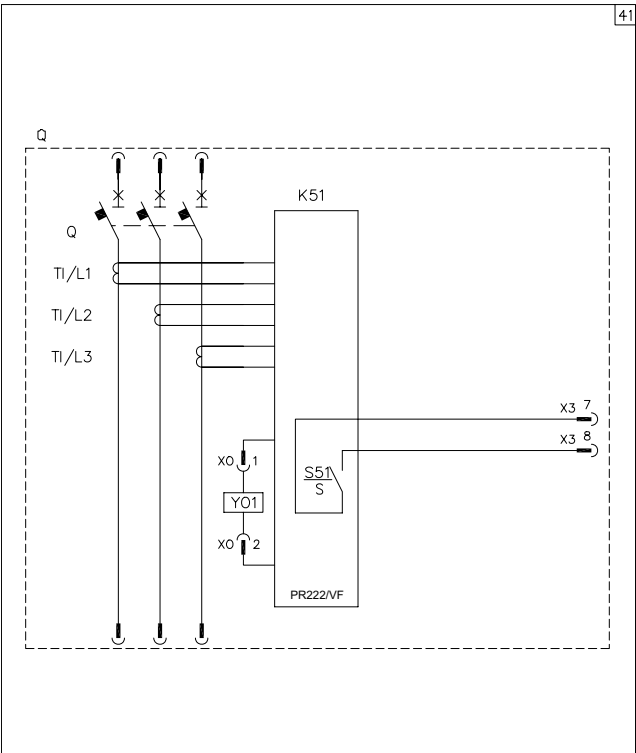 41
Q
K51
Q
TI/L1
TI/L2
TI/L3
X3 7
X3 8
S51
S
X0 1
Y01
X0 2
PR222/VF